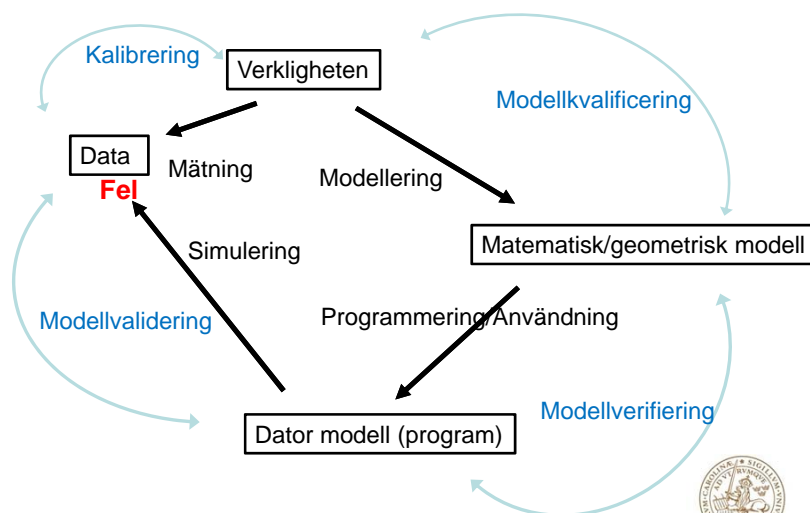 Kalibrering
Verkligheten
Modellkvalificering
Data
Mätning
Fel
Modellering
Simulering
Matematisk/geometrisk modell
Modellvalidering
Programmering/Användning
Modellverifiering
Dator modell (program)